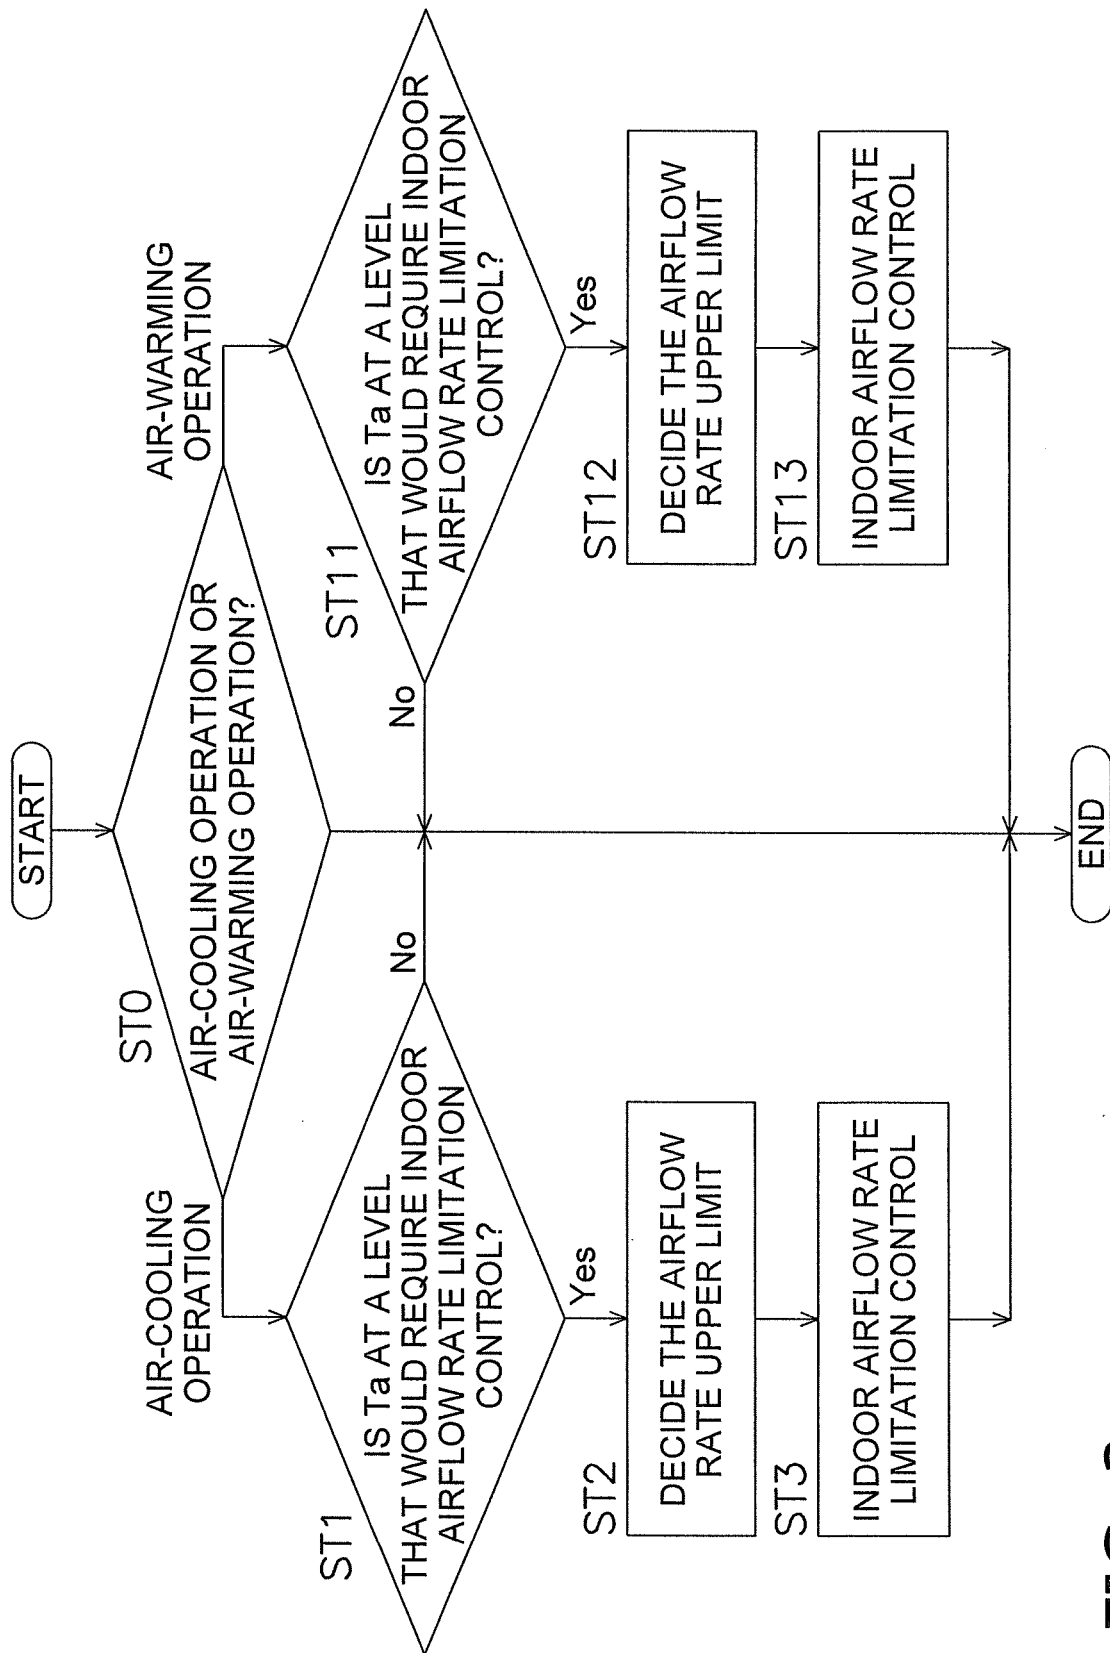 START
ST0
AIR-COOLING OPERATION OR
AIR-WARMING OPERATION?
AIR-COOLING
OPERATION
AIR-WARMING
OPERATION
ST1
IS Ta AT A LEVEL
THAT WOULD REQUIRE INDOOR
AIRFLOW RATE LIMITATION
CONTROL?
No
Yes
ST2
DECIDE THE AIRFLOW
RATE UPPER LIMIT
ST3
INDOOR AIRFLOW RATE
LIMITATION CONTROL
ST11
IS Ta AT A LEVEL
THAT WOULD REQUIRE INDOOR
AIRFLOW RATE LIMITATION
CONTROL?
No
Yes
ST12
DECIDE THE AIRFLOW
RATE UPPER LIMIT
ST13
INDOOR AIRFLOW RATE
LIMITATION CONTROL
END